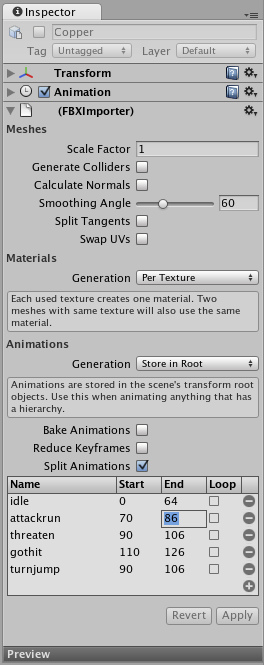 Inspector
Copper
Tag Untagged Layer Default
Transform
Animation
(FBXImporter)
Meshes
Scale Factor 1
Generate Colliders
Calculate Normals
Smoothing Angle 60
Split Tangents
Swap UVs
Materials
Generation Per Texture
Each used texture creates one material. Two
meshes with same texture will also use the same
material.
Animations
Generation Store in Root
Animations are stored in the scene's transform root
objects. Use this when animating anything that has
a hierarchy.
Bake Animations
Reduce Keyframes
Split Animations
Name Start End Loop
idle 0 64
attackrun 70 86
threaten 90 106
gothit 110 126
turnjump 90 106
Revert Apply
Preview